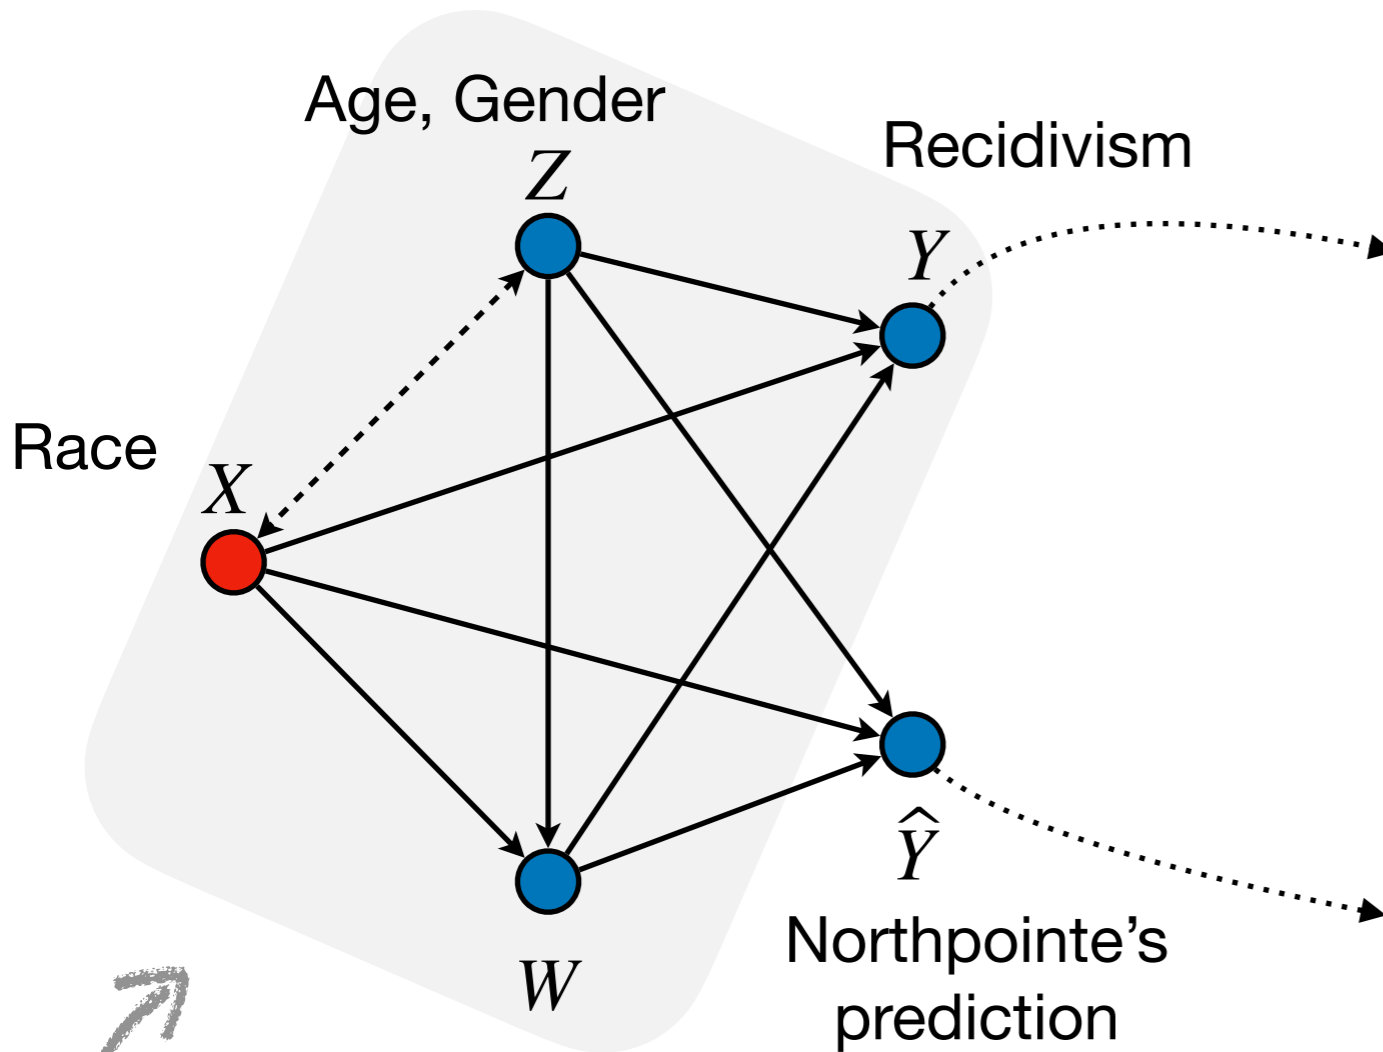 Age, Gender
Z
Recidivism
Y
Race
X
Ŷ
Northpointe’s
prediction
W